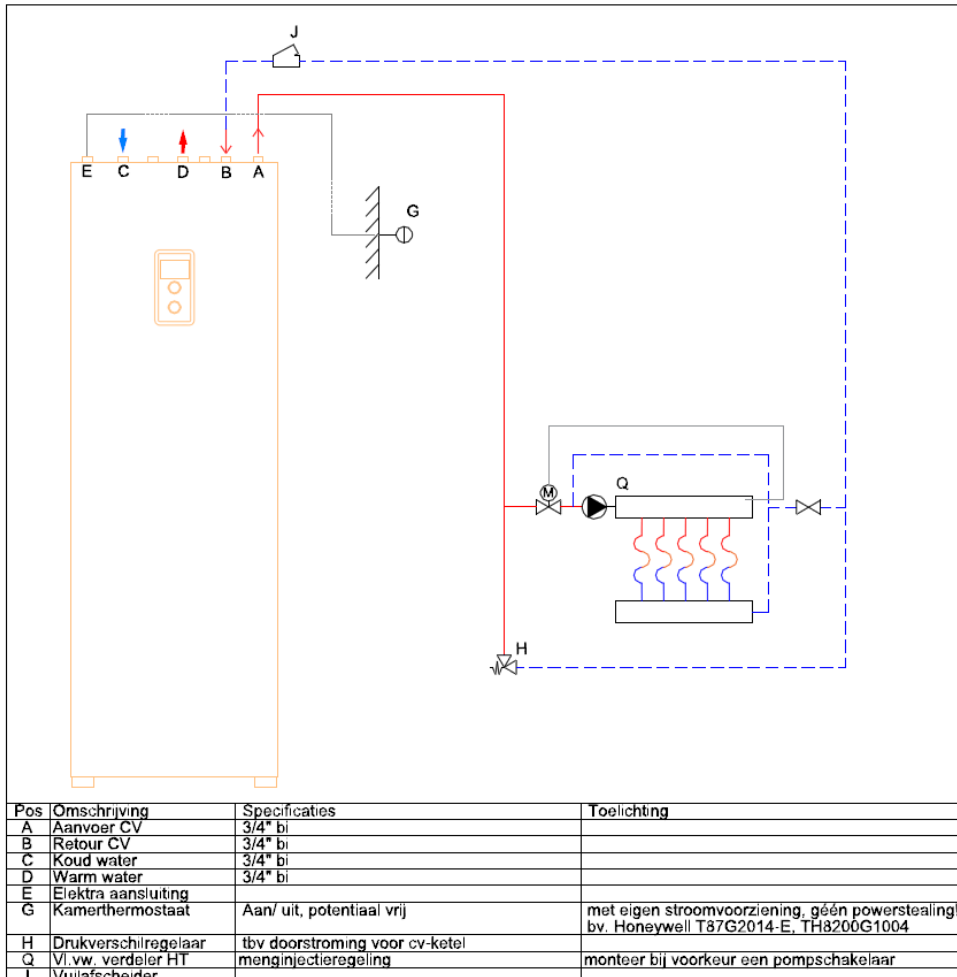 J
E C D B A
G
M
Q
H
Pos Omschrijving Specificaties Toelichting
A Aanvoer CV 3/4" bi
B Retour CV 3/4" bi
C Koud water 3/4" bi
D Warm water 3/4" bi
E Elektra aansluiting
G Kamerthermostaat Aan/ uit, potentiaal vrij met eigen stroomvoorziening, géén powerstealing!
bv. Honeywell T87G2014-E, TH8200G1004
H Drukverschilregelaar tbv doorstroming voor cv-ketel
Q Vl.vw. verdeler HT menginjectieregeling monteer bij voorkeur een pompschakelaar
J Vuilafscheider